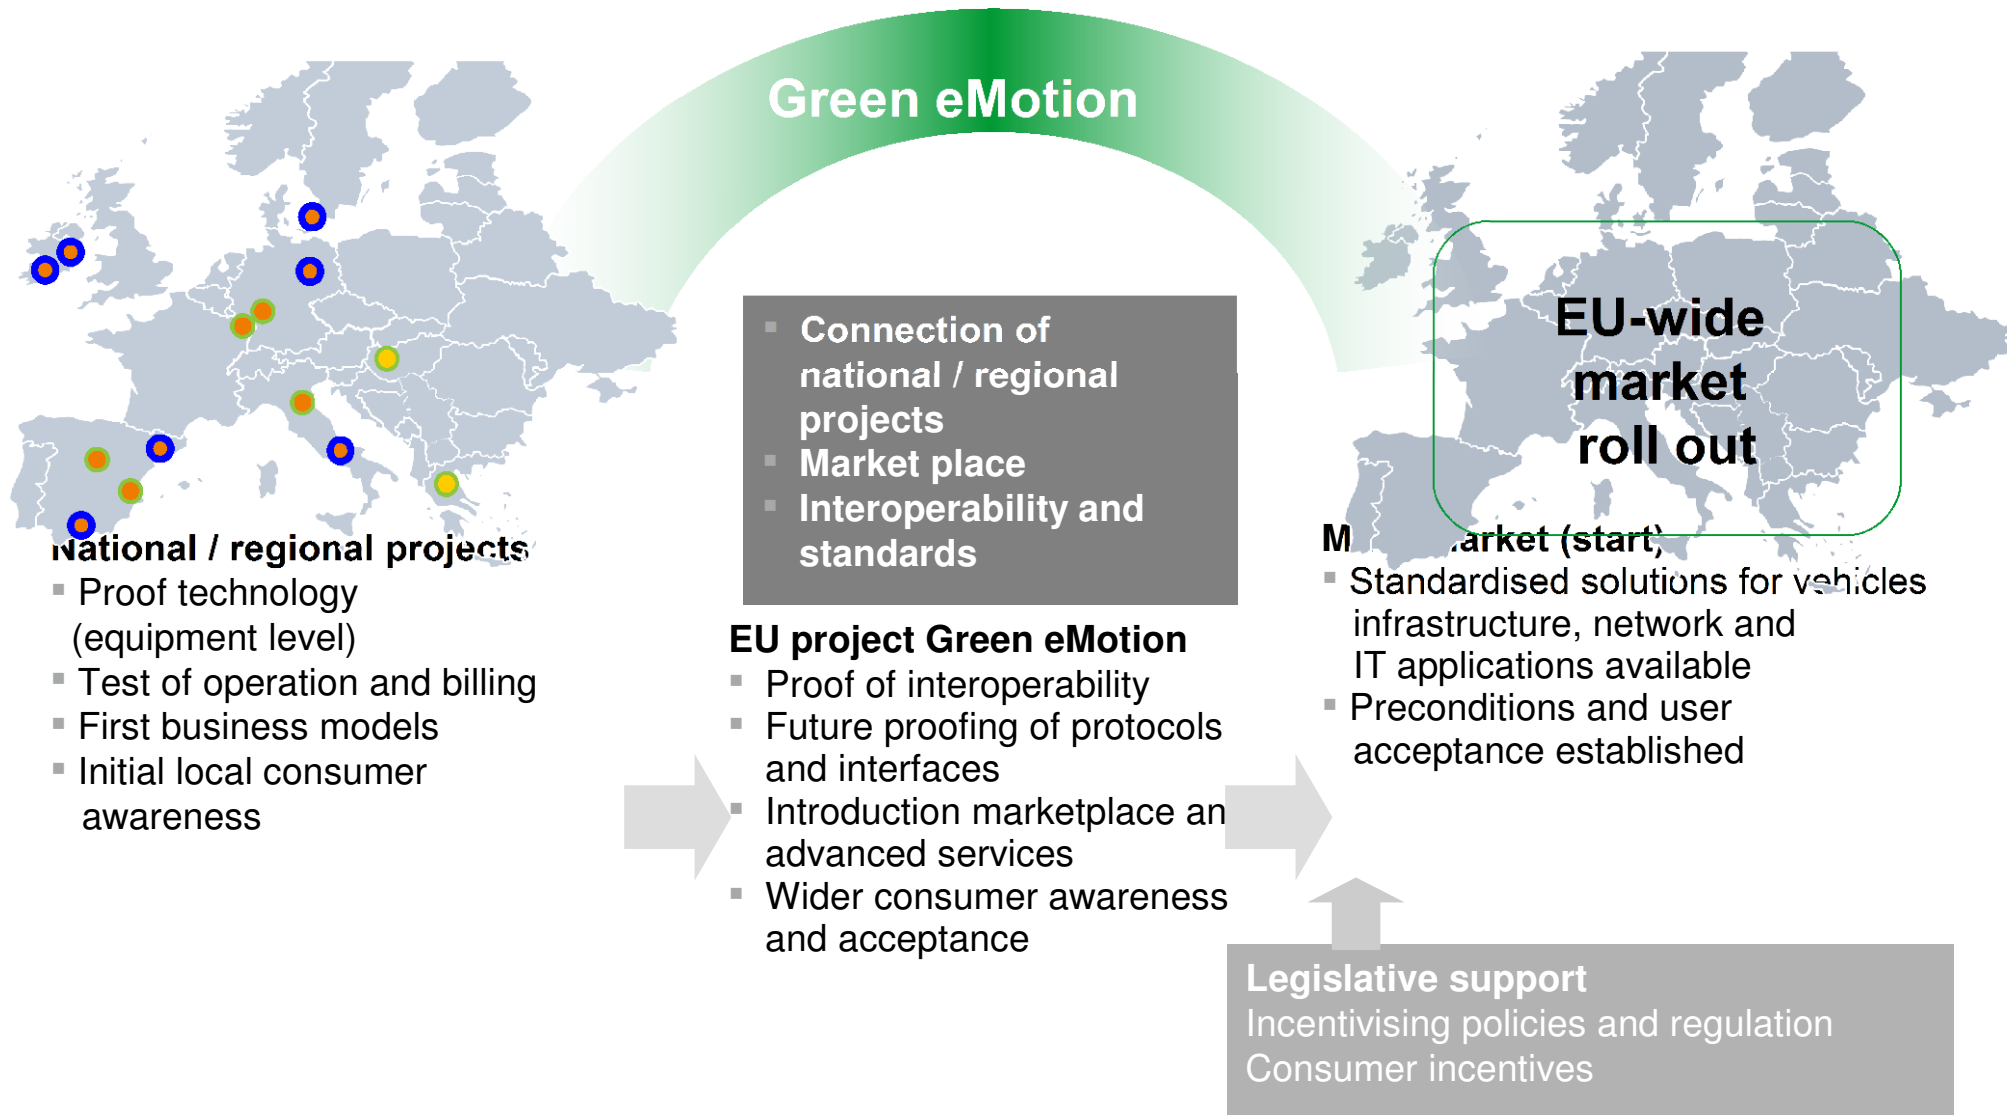 Green eMotion
National / regional projects
Proof technology
(equipment level)
Test of operation and billing
First business models
Initial local consumer
awareness
Connection of
national / regional
projects
Market place
Interoperability and
standards
EU project Green eMotion
Proof of interoperability
Future proofing of protocols
and interfaces
Introduction marketplace an
advanced services
Wider consumer awareness
and acceptance
EU-wide
market
roll out
market (start)
Standardised solutions for vehicles
infrastructure, network and
IT applications available
Preconditions and user
acceptance established
Legislative support
Incentivising policies and regulation
Consumer incentives